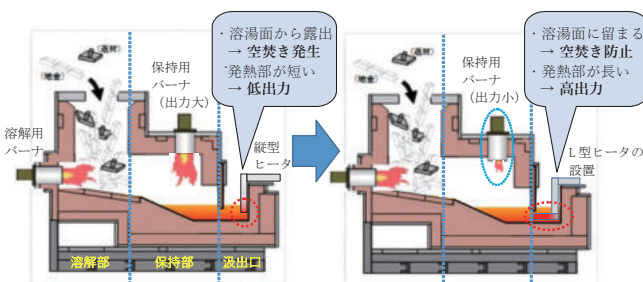 ・溶湯面から露出
→ 空焚き発生
・発熱部が短い
→ 低出力
（返材）
（地金）
保持用
バーナ
（出力大）
溶解用
バーナ
縦型
ヒータ
溶解部
保持部
汲出口
・溶湯面に留まる
→ 空焚き防止
・発熱部が長い
→ 高出力
（返材）
（地金）
保持用
バーナ
（出力小）
L型ヒータの
設置